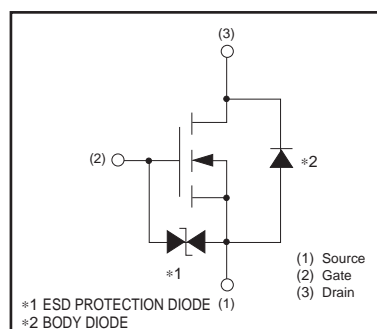 (3)
(2)
∗2
∗1
(1) Source
(2) Gate
(3) Drain
∗1 ESD PROTECTION DIODE (1)
∗2 BODY DIODE